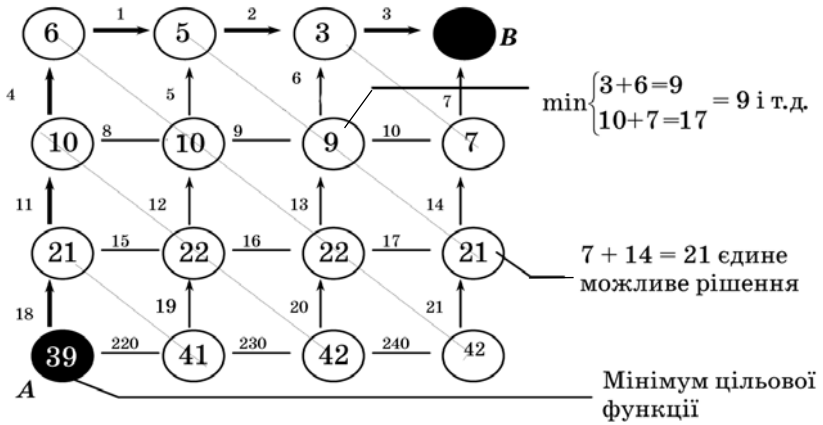 1 2 3
6 5 3 B
4 5 6 7
min {3+6=9
10+7=17 = 9 і т.д.
8 9 10
10 10 9 7
11 12 13 14
15 16 17
21 22 22 21
7 + 14 = 21 єдине
можливе рішення
18 19 20 21
220 230 240
39 41 42 42
A
Мінімум цільової
функції